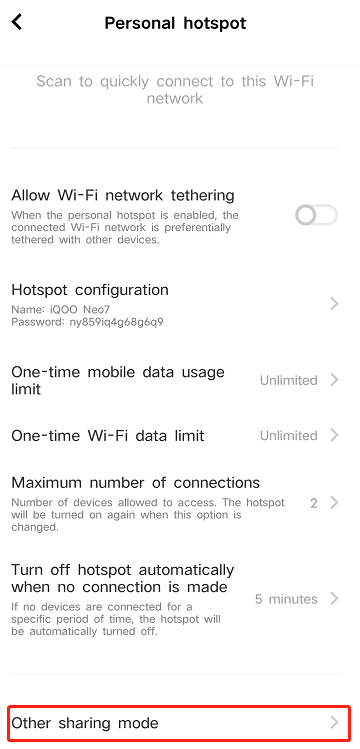 Personal hotspot
Scan to quickly connect to this Wi-Fi
network
Allow Wi-Fi network tethering
When the personal hotspot is enabled, the
connected Wi-Fi network is preferentially
tethered with other devices.
Hotspot configuration
Name: iQOO Neo7
Password: ny859iq4g68g6q9
One-time mobile data usage
limit
Unlimited
One-time Wi-Fi data limit
Unlimited
Maximum number of connections
Number of devices allowed to access. The hotspot
will be turned on again when this option is
changed.
2
Turn off hotspot automatically
when no connection is made
If no devices are connected for a
specific period of time, the hotspot will
be automatically turned off.
5 minutes
Other sharing mode